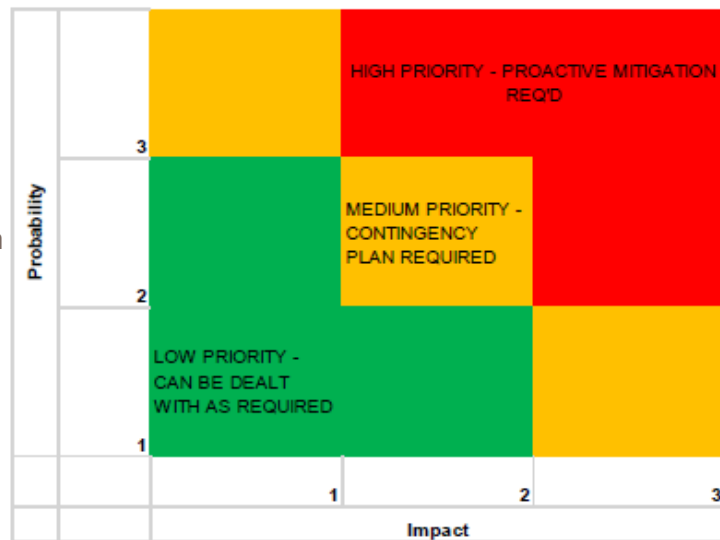 HIGH PRIORITY - PROACTIVE MITIGATION
REQ'D
3
Probability
MEDIUM PRIORITY -
CONTINGENCY
PLAN REQUIRED
2
LOW PRIORITY -
CAN BE DEALT
WITH AS REQUIRED
1
1 2 3
Impact